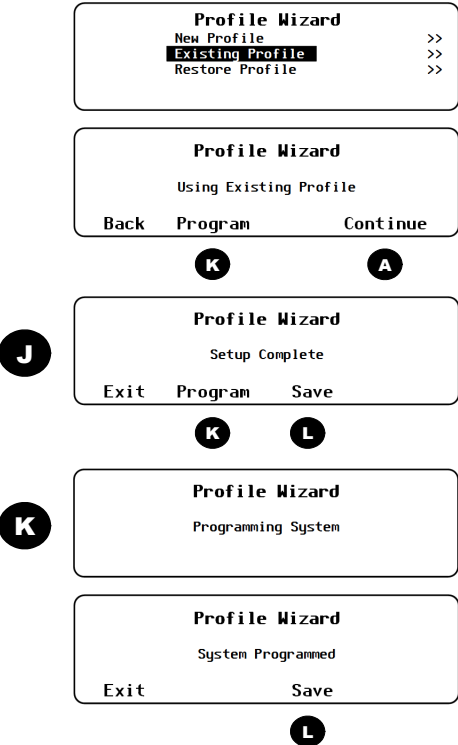 Profile Wizard
New Profile >>
Existing Profile >>
Restore Profile >>
Profile Wizard
Using Existing Profile
Back Program Continue
K A
J
Profile Wizard
Setup Complete
Exit Program Save
K L
K
Profile Wizard
Programming System
Profile Wizard
System Programmed
Exit Save
L